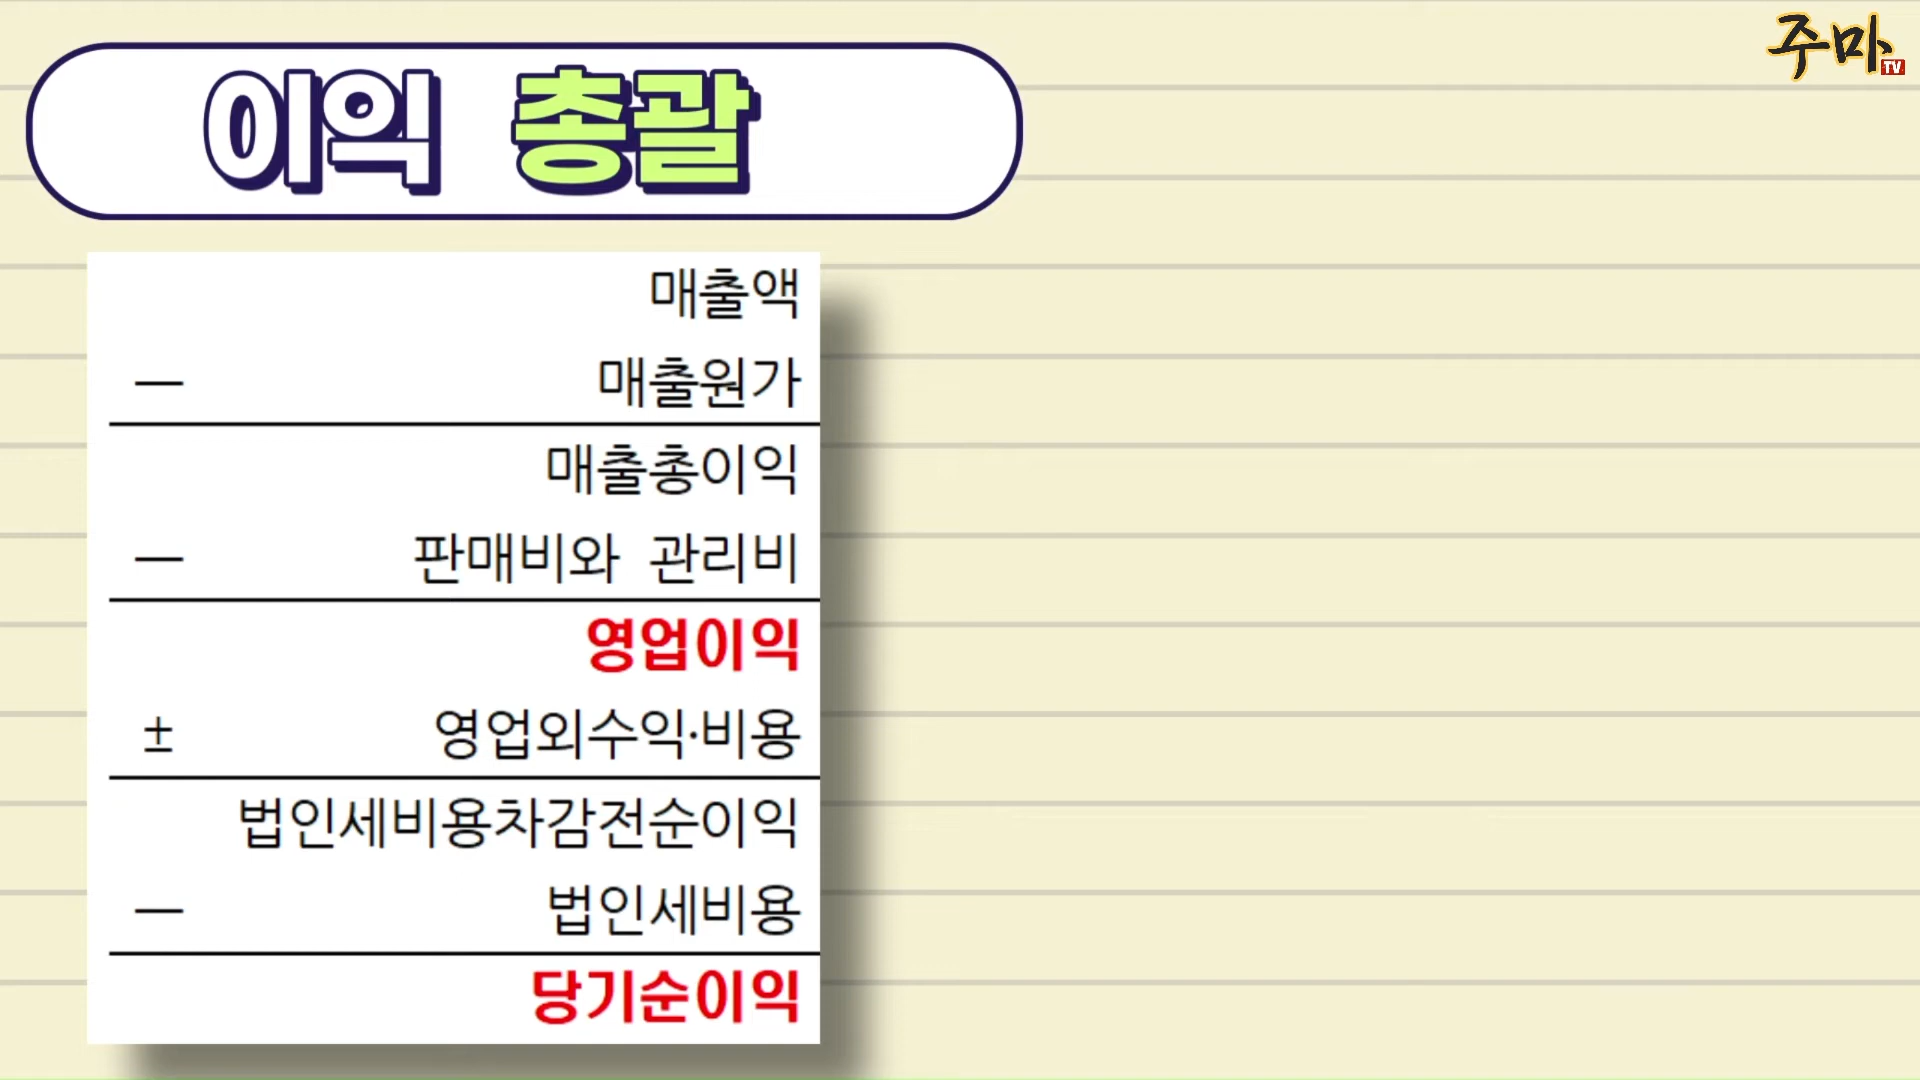 주마
TV
이익 총괄
매출액
— 매출원가
매출총이익
— 판매비와 관리비
영업이익
± 영업외수익·비용
법인세비용차감전순이익
— 법인세비용
당기순이익